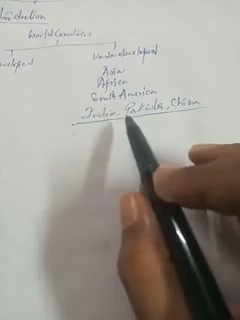 World Countries
Underdeveloped
Asia
Africa
South America
India, Pakistan, China